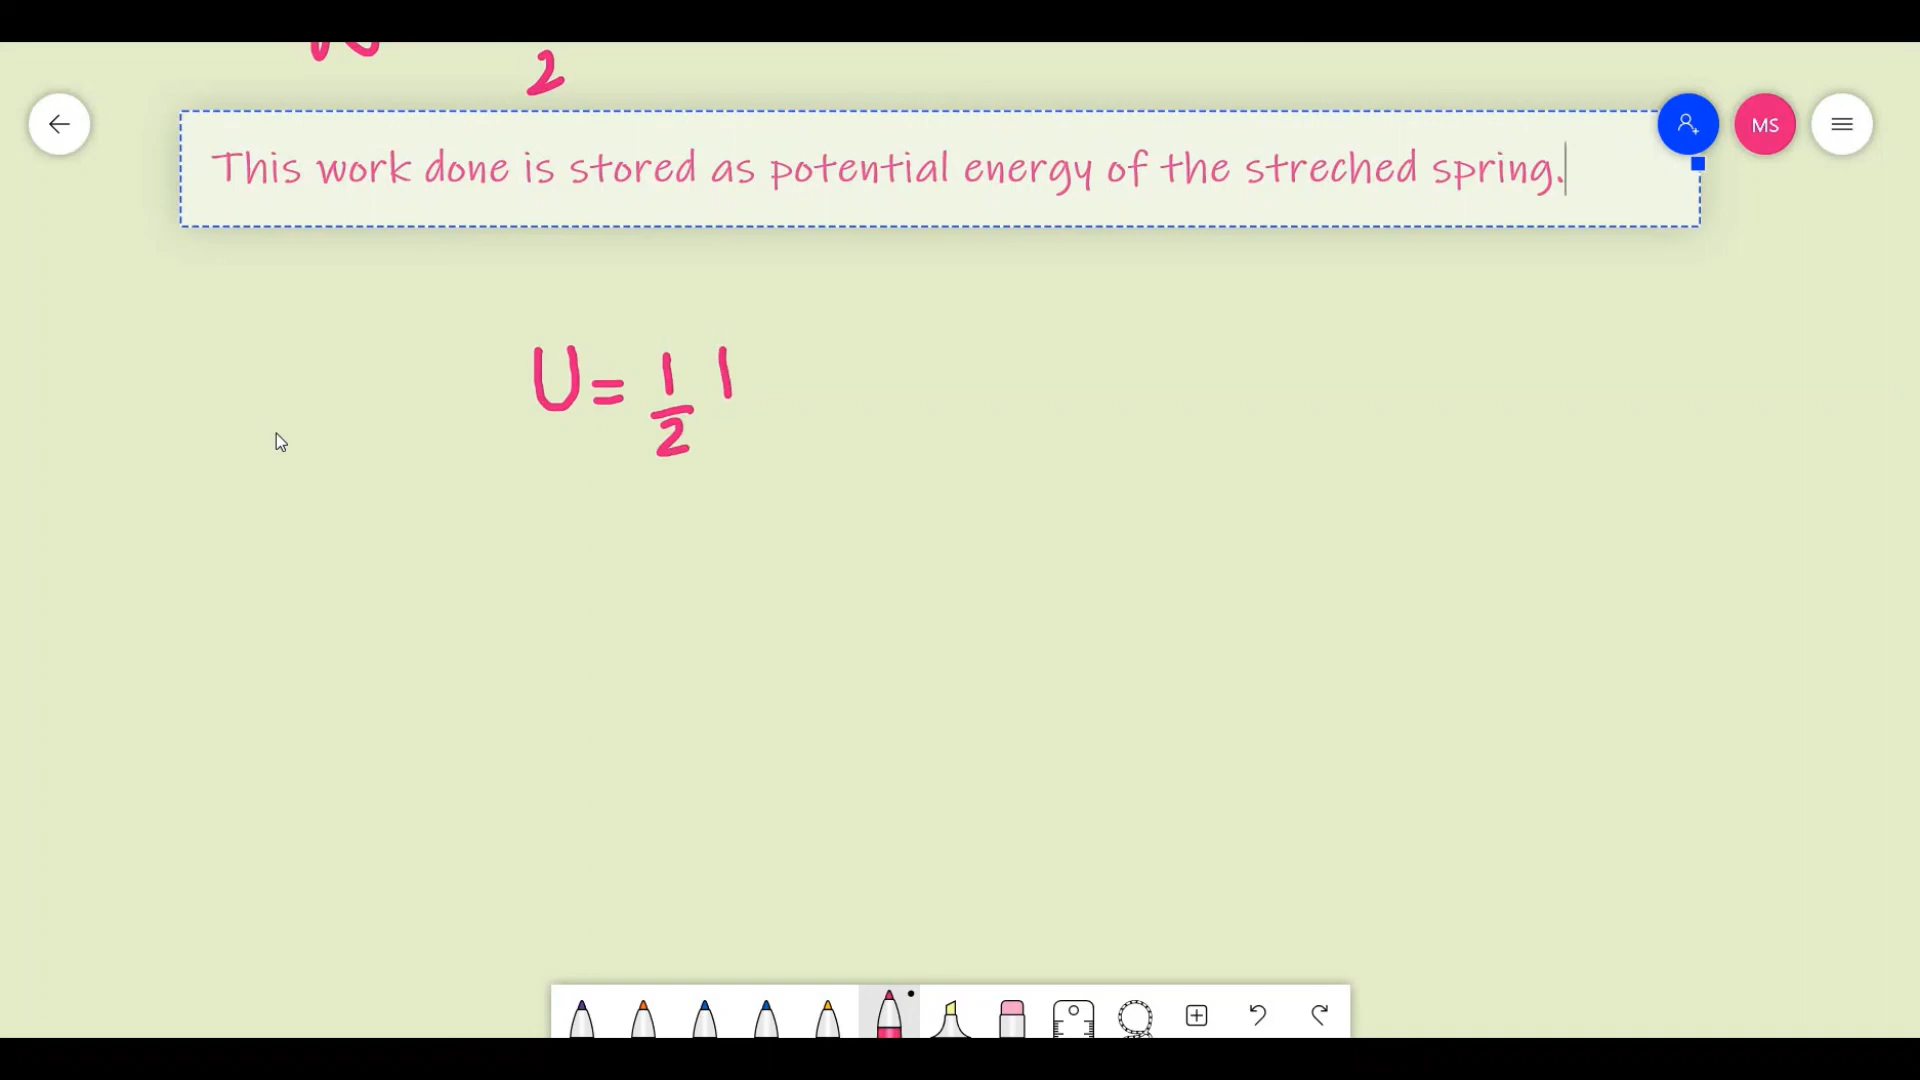 2
This work done is stored as potential energy of the streched spring.
MS
U = 1/2 |